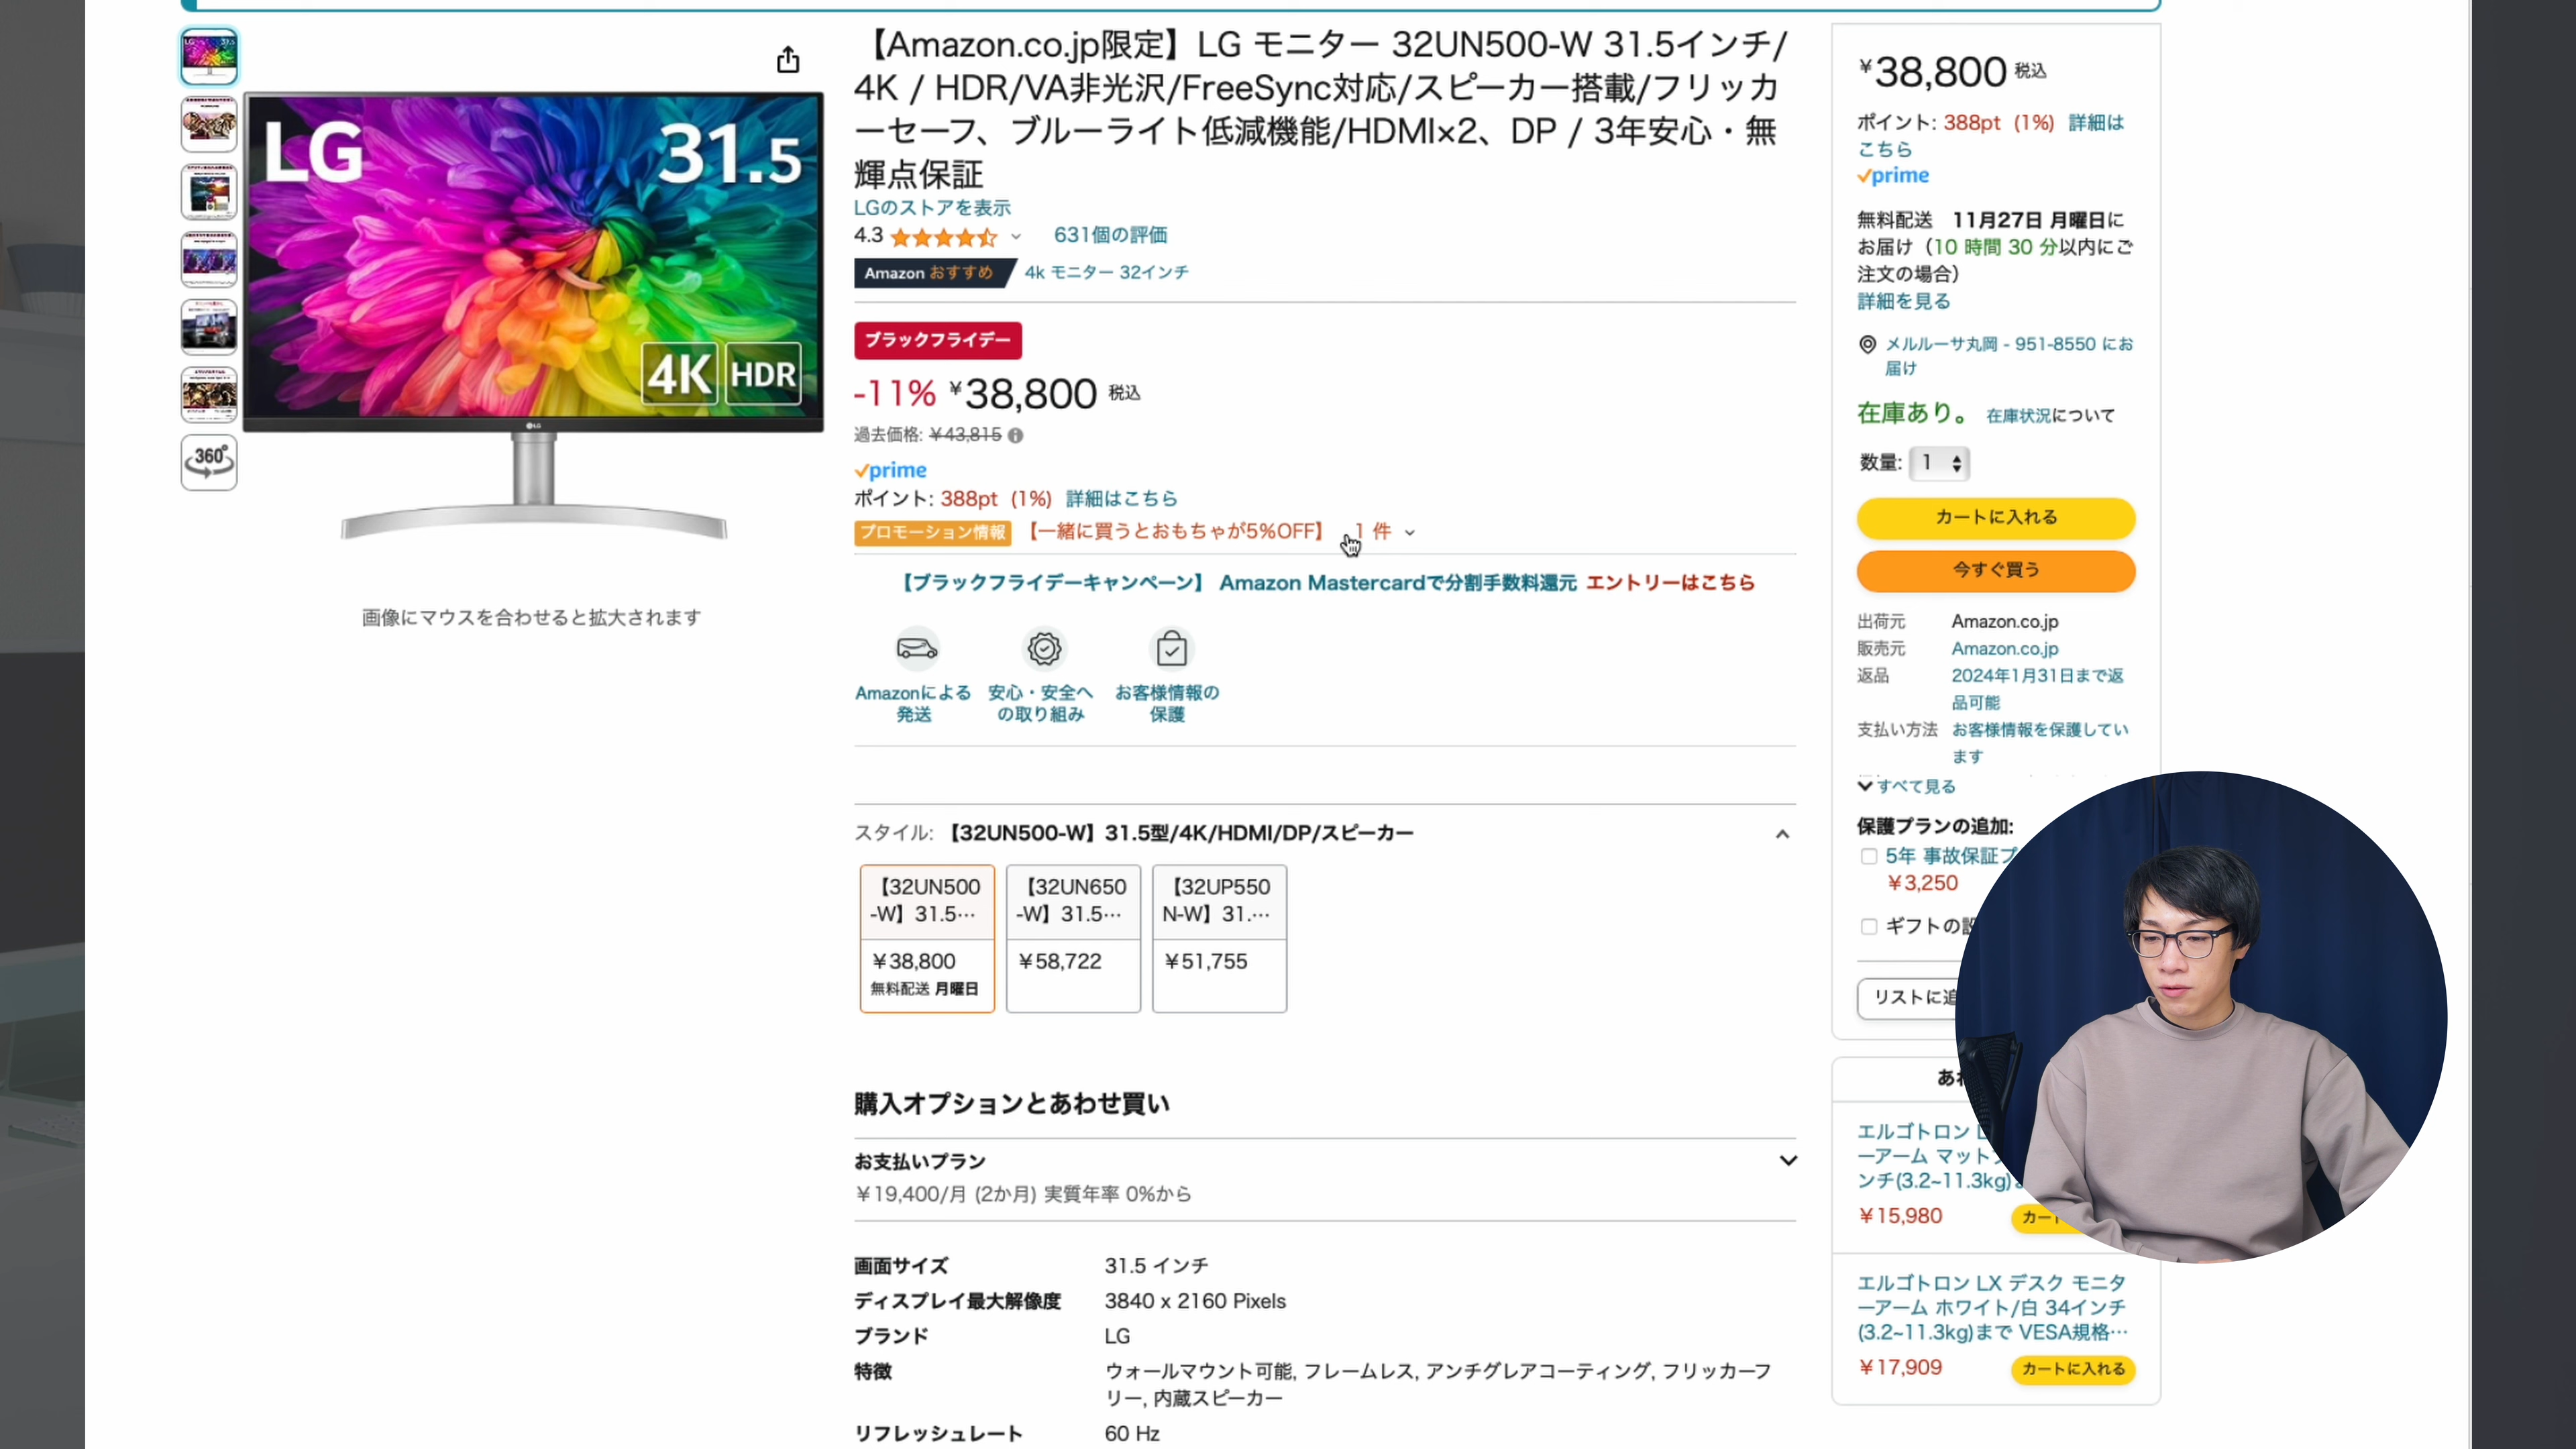 LG
31.5
4K
HDR
LG
360°
画像にマウスを合わせると拡大されます
【Amazon.co.jp限定】LG モニター 32UN500-W 31.5インチ/
4K / HDR/VA非光沢/FreeSync対応/スピーカー搭載/フリッカ
ーセーフ、ブルーライト低減機能/HDMI×2、DP / 3年安心・無
輝点保証
LGのストアを表示
4.3 631個の評価
Amazon おすすめ 4k モニター 32インチ
ブラックフライデー
-11% ¥38,800 税込
過去価格: ¥43,815
prime
ポイント: 388pt (1%) 詳細はこちら
プロモーション情報 【一緒に買うとおもちゃが5%OFF】 1 件
【ブラックフライデーキャンペーン】 Amazon Mastercardで分割手数料還元 エントリーはこちら
Amazonによる
発送
安心・安全へ
の取り組み
お客様情報の
保護
スタイル: 【32UN500-W】31.5型/4K/HDMI/DP/スピーカー
【32UN500
-W】31.5…
¥38,800
無料配送 月曜日
【32UN650
-W】31.5…
¥58,722
【32UP550
N-W】31.…
¥51,755
購入オプションとあわせ買い
お支払いプラン
¥19,400/月 (2か月) 実質年率 0%から
画面サイズ 31.5 インチ
ディスプレイ最大解像度 3840 x 2160 Pixels
ブランド LG
特徴 ウォールマウント可能, フレームレス, アンチグレアコーティング, フリッカーフ
リー, 内蔵スピーカー
リフレッシュレート 60 Hz
¥38,800 税込
ポイント: 388pt (1%) 詳細は
こちら
prime
無料配送 11月27日 月曜日に
お届け（10 時間 30 分以内にご
注文の場合）
詳細を見る
メルルーサ丸岡 - 951-8550 にお
届け
在庫あり。 在庫状況について
数量: 1
カートに入れる
今すぐ買う
出荷元 Amazon.co.jp
販売元 Amazon.co.jp
返品 2024年1月31日まで返
品可能
支払い方法 お客様情報を保護してい
ます
すべて見る
保護プランの追加:
5年 事故保証プ
¥3,250
ギフトの設
リストに追
あわ
エルゴトロン L
ーアーム マット
ンチ(3.2~11.3kg)
¥15,980
カート
エルゴトロン LX デスク モニタ
ーアーム ホワイト/白 34インチ
(3.2~11.3kg)まで VESA規格…
¥17,909
カートに入れる